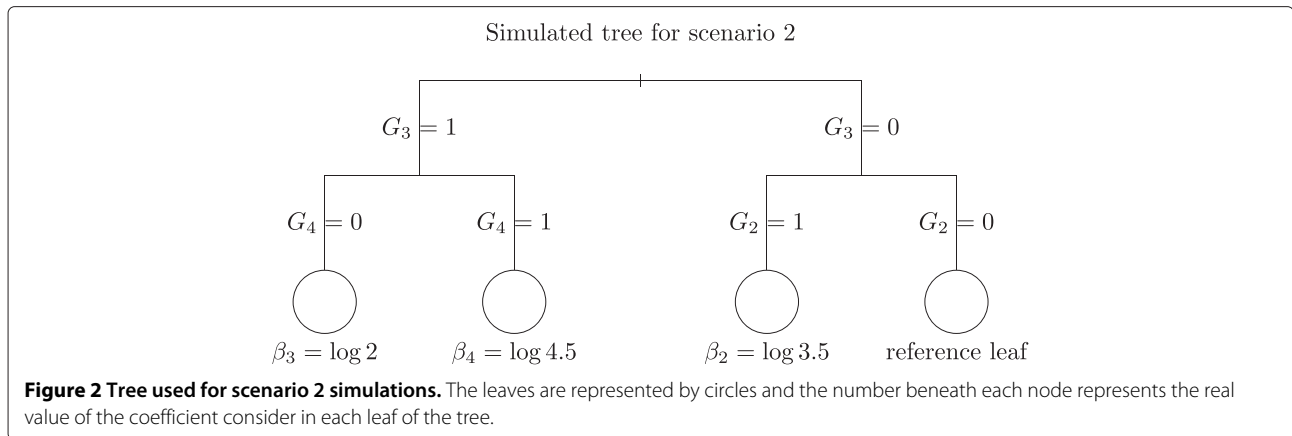 Simulated tree for scenario 2
G₃ = 1 G₃ = 0
G₄ = 0 G₄ = 1 G₂ = 1 G₂ = 0
β₃ = log 2 β₄ = log 4.5 β₂ = log 3.5 reference leaf
Figure 2 Tree used for scenario 2 simulations. The leaves are represented by circles and the number beneath each node represents the real
value of the coefficient consider in each leaf of the tree.